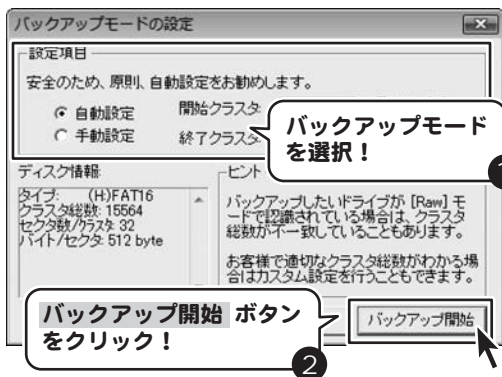 バックアップモードの設定
設定項目
安全のため、原則、自動設定をお勧めします。
自動設定
開始クラスタ:
手動設定
終了クラスタ:
バックアップモード
を選択!
ディスク情報:
タイプ: (H)FAT16
クラスタ総数: 15564
セクタ数/クラスタ: 32
バイト/セクタ: 512 byte
ヒント
バックアップしたいドライブが [Raw] モ
ードで認識されている場合は、クラスタ
総数が不一致していることもあります。
お客様で適切なクラスタ総数がわかる場
合はカスタム設定を行うこともできます。
バックアップ開始 ボタン
をクリック!
2
バックアップ開始